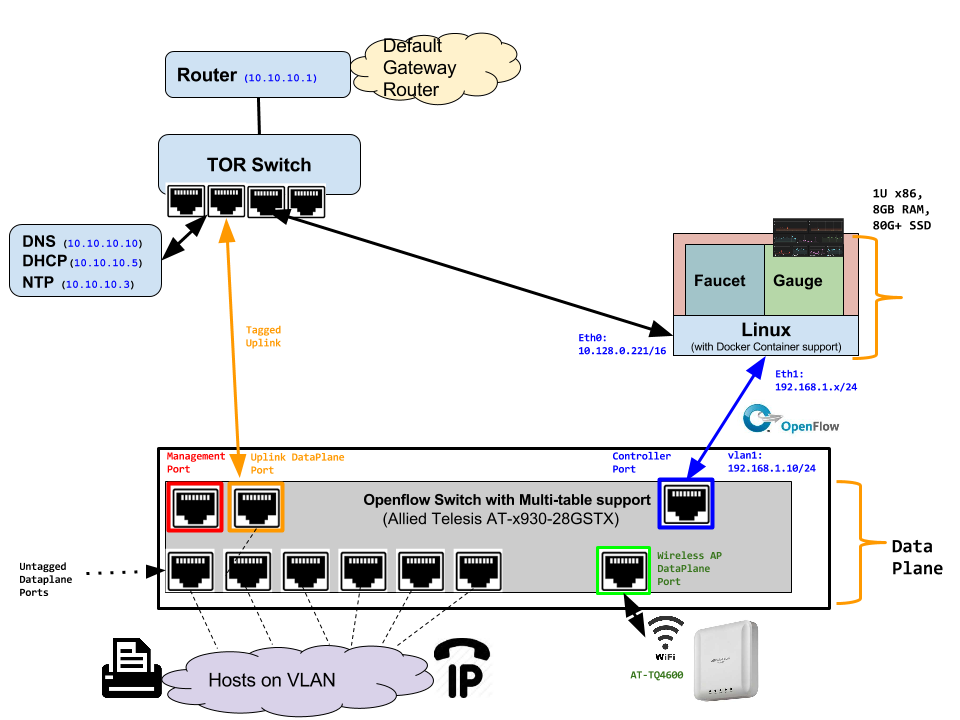 Default
Gateway
Router
Router (10.10.10.1)
TOR Switch
1U x86,
8GB RAM,
80G+ SSD
DNS (10.10.10.10)
DHCP(10.10.10.5)
NTP (10.10.10.3)
Faucet
Gauge
Tagged
Uplink
Linux
(with Docker Container support)
Eth0:
10.128.0.221/16
Eth1:
192.168.1.x/24
OpenFlow
Management
Port
Uplink DataPlane
Port
Controller
Port
vlan1:
192.168.1.10/24
Openflow Switch with Multi-table support
(Allied Telesis AT-x930-28GSTX)
Data
Plane
Untagged
Dataplane
Ports
Wireless AP
DataPlane
Port
WiFi
AT-TQ4600
Hosts on VLAN
IP